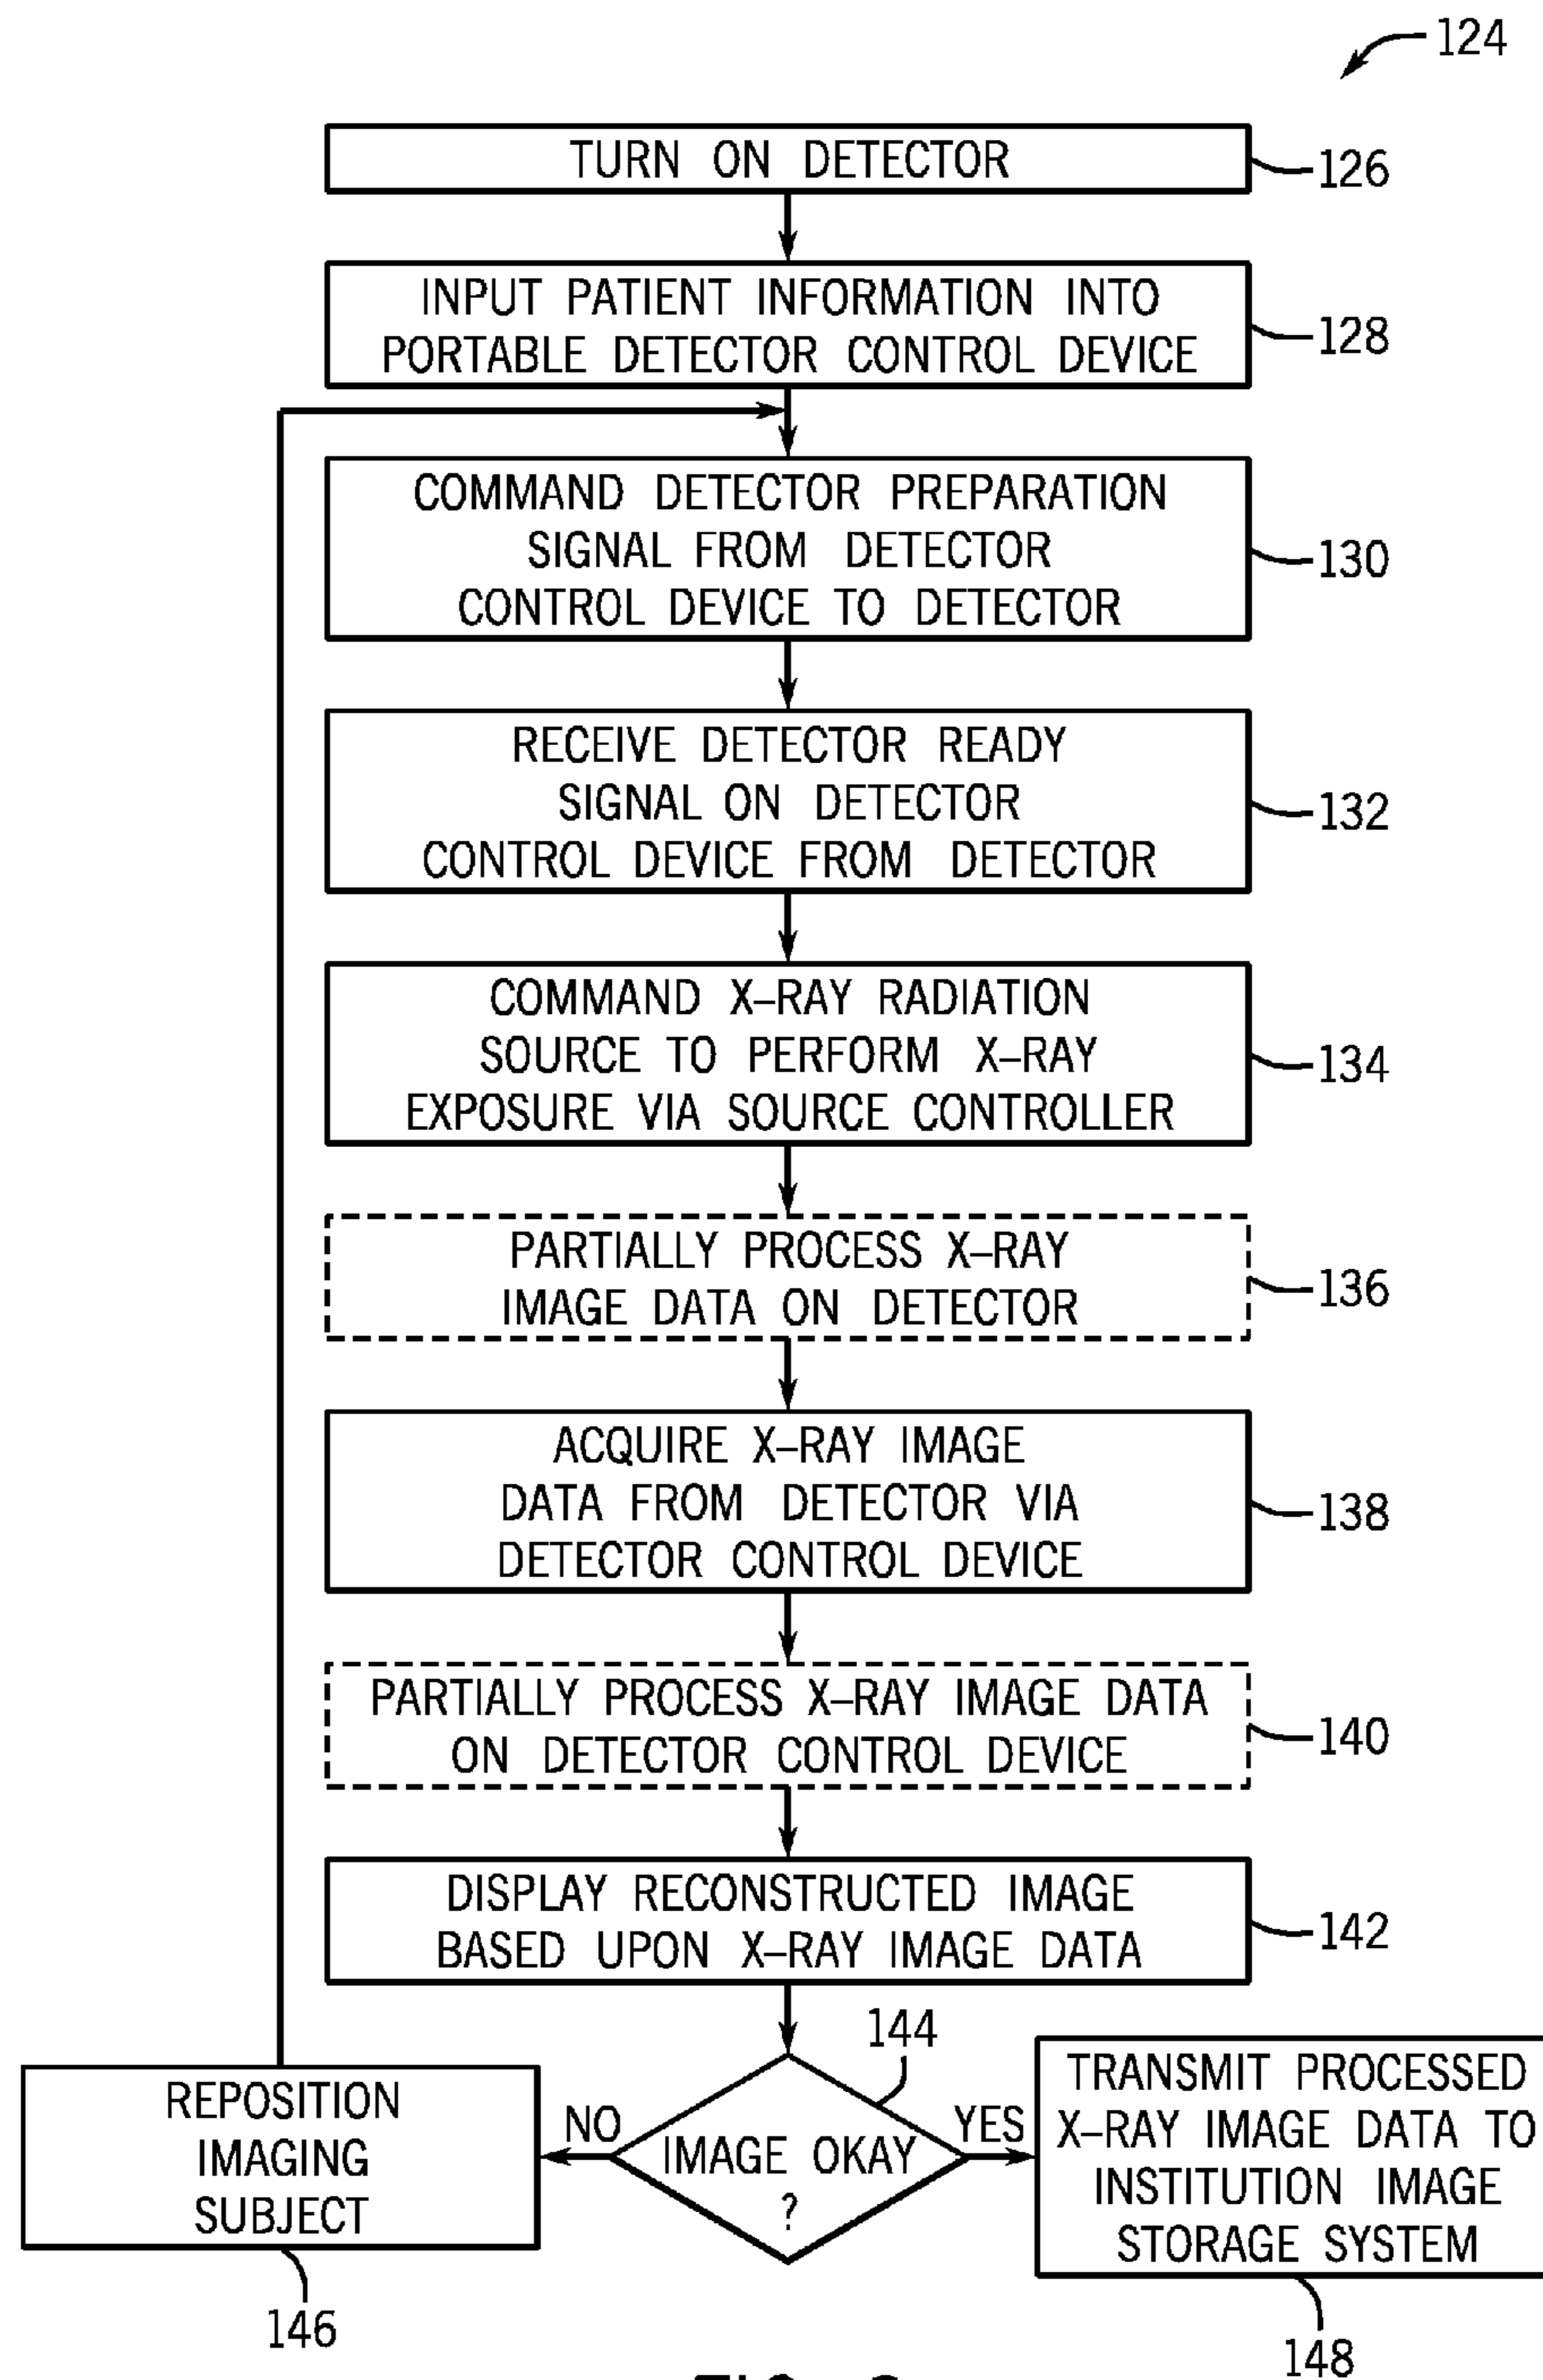 124
TURN ON DETECTOR
126
INPUT PATIENT INFORMATION INTO
PORTABLE DETECTOR CONTROL DEVICE
128
COMMAND DETECTOR PREPARATION
SIGNAL FROM DETECTOR
CONTROL DEVICE TO DETECTOR
130
RECEIVE DETECTOR READY
SIGNAL ON DETECTOR
CONTROL DEVICE FROM DETECTOR
132
COMMAND X–RAY RADIATION
SOURCE TO PERFORM X–RAY
EXPOSURE VIA SOURCE CONTROLLER
134
PARTIALLY PROCESS X–RAY
IMAGE DATA ON DETECTOR
136
ACQUIRE X–RAY IMAGE
DATA FROM DETECTOR VIA
DETECTOR CONTROL DEVICE
138
PARTIALLY PROCESS X–RAY IMAGE DATA
ON DETECTOR CONTROL DEVICE
140
DISPLAY RECONSTRUCTED IMAGE
BASED UPON X–RAY IMAGE DATA
142
144
IMAGE OKAY
?
NO
YES
REPOSITION
IMAGING
SUBJECT
146
TRANSMIT PROCESSED
X–RAY IMAGE DATA TO
INSTITUTION IMAGE
STORAGE SYSTEM
148